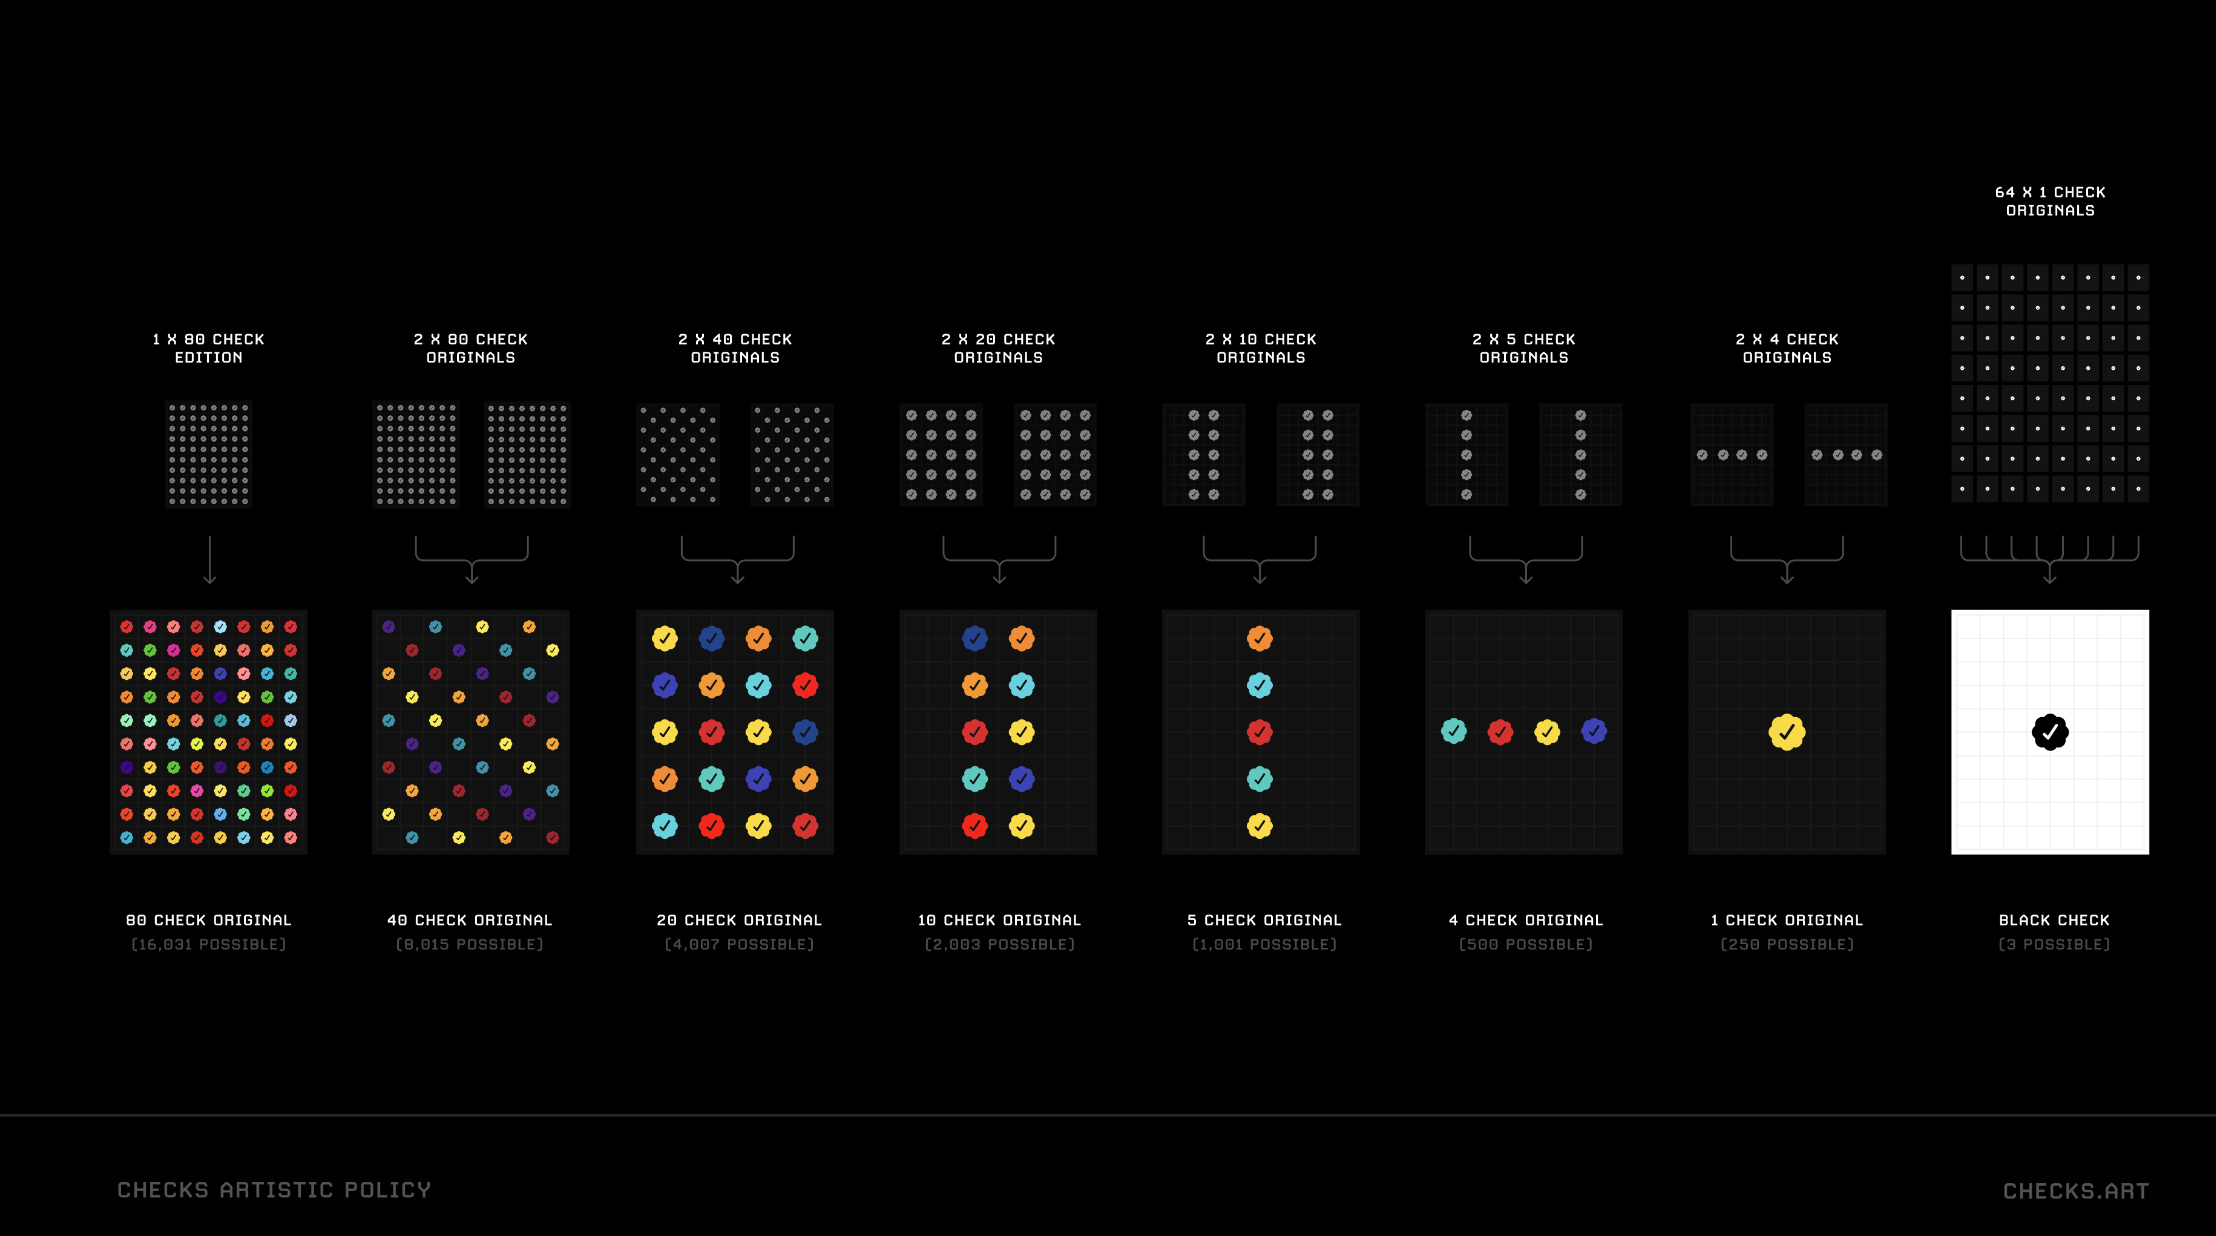 64 X 1 CHECK
ORIGINALS
1 X 80 CHECK
EDITION
2 X 80 CHECK
ORIGINALS
2 X 40 CHECK
ORIGINALS
2 X 20 CHECK
ORIGINALS
2 X 10 CHECK
ORIGINALS
2 X 5 CHECK
ORIGINALS
2 X 4 CHECK
ORIGINALS
80 CHECK ORIGINAL
(16,031 POSSIBLE)
40 CHECK ORIGINAL
(8,015 POSSIBLE)
20 CHECK ORIGINAL
(4,007 POSSIBLE)
10 CHECK ORIGINAL
(2,003 POSSIBLE)
5 CHECK ORIGINAL
(1,001 POSSIBLE)
4 CHECK ORIGINAL
(500 POSSIBLE)
1 CHECK ORIGINAL
(250 POSSIBLE)
BLACK CHECK
(3 POSSIBLE)
CHECKS ARTISTIC POLICY
CHECKS.ART